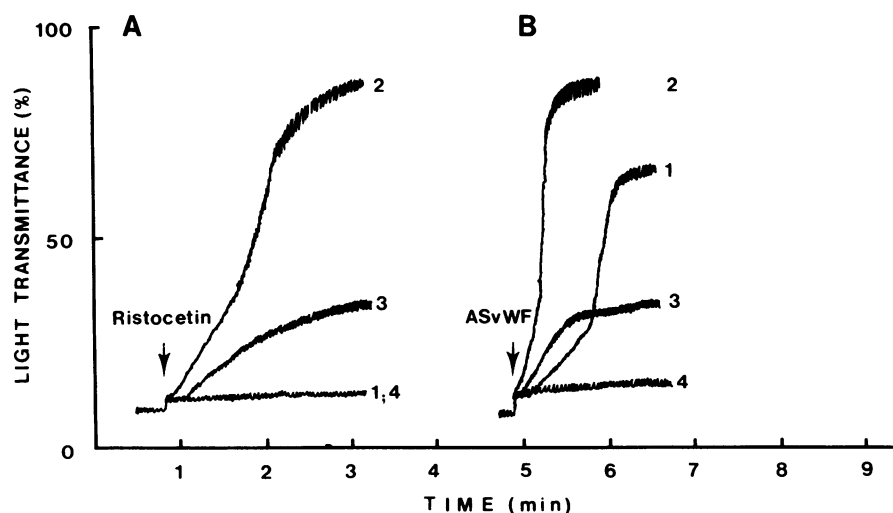 A
B
LIGHT TRANSMITTANCE (%)
100
50
0
Ristocetin
2
3
1;4
ASvWF
2
1
3
4
1 2 3 4 5 6 7 8 9
TIME (min)